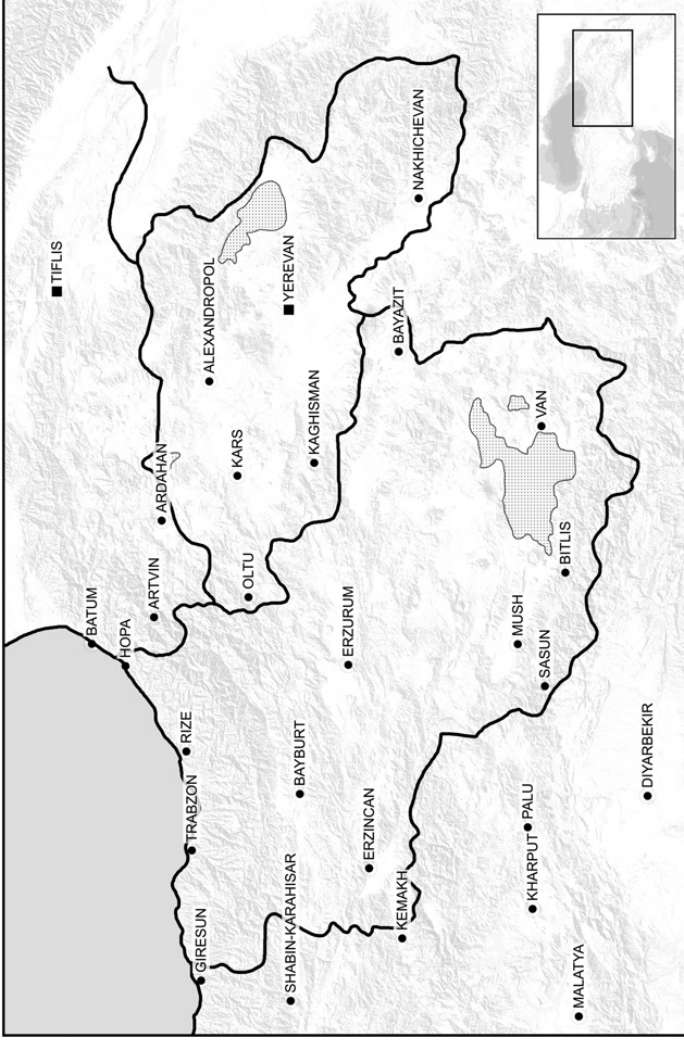 TIFLIS
BATUM
HOPA
ARTVIN
ARDAHAN
ALEXANDROPOL
RIZE
TRABZON
GIRESUN
OLTU
KARS
YEREVAN
KAGHISMAN
SHABIN-KARAHISAR
BAYBURT
ERZURUM
ERZINCAN
KEMAKH
BAYAZIT
NAKHICHEVAN
KHARPUT
PALU
MUSH
SASUN
BITLIS
VAN
MALATYA
DIYARBEKIR